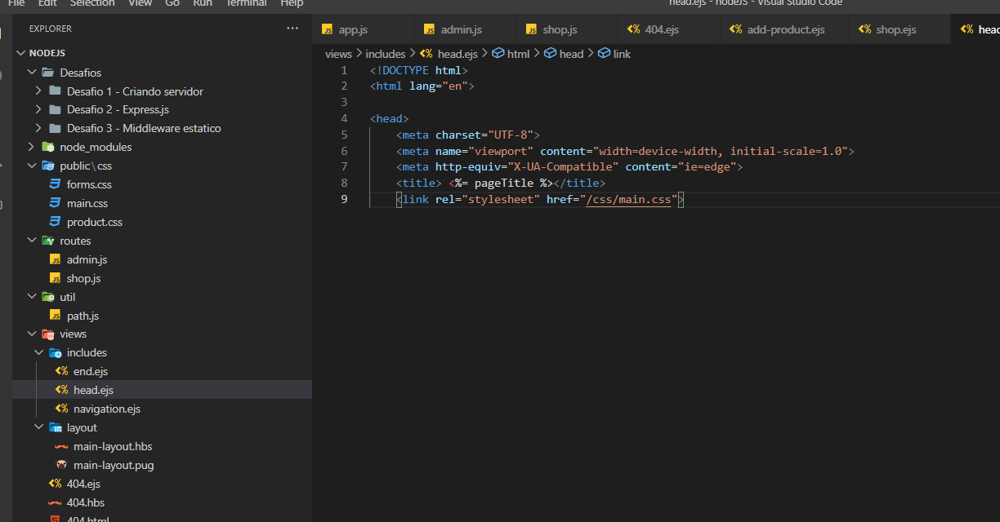 File Edit Selection View Go Run Terminal Help head.ejs - nodeJS - Visual Studio Code
EXPLORER ...
NODEJS
Desafios
Desafio 1 - Criando servidor
Desafio 2 - Express.js
Desafio 3 - Middleware estatico
node_modules
public\css
forms.css
main.css
product.css
routes
JS admin.js
JS shop.js
util
JS path.js
views
includes
end.ejs
head.ejs
navigation.ejs
layout
main-layout.hbs
main-layout.pug
404.ejs
404.hbs
404.html
JS app.js JS admin.js JS shop.js 404.ejs add-product.ejs shop.ejs head
views > includes > head.ejs > html > head > link
1 <!DOCTYPE html>
2 <html lang="en">
3
4 <head>
5 <meta charset="UTF-8">
6 <meta name="viewport" content="width=device-width, initial-scale=1.0">
7 <meta http-equiv="X-UA-Compatible" content="ie=edge">
8 <title> <%= pageTitle %></title>
9 <link rel="stylesheet" href="/css/main.css">